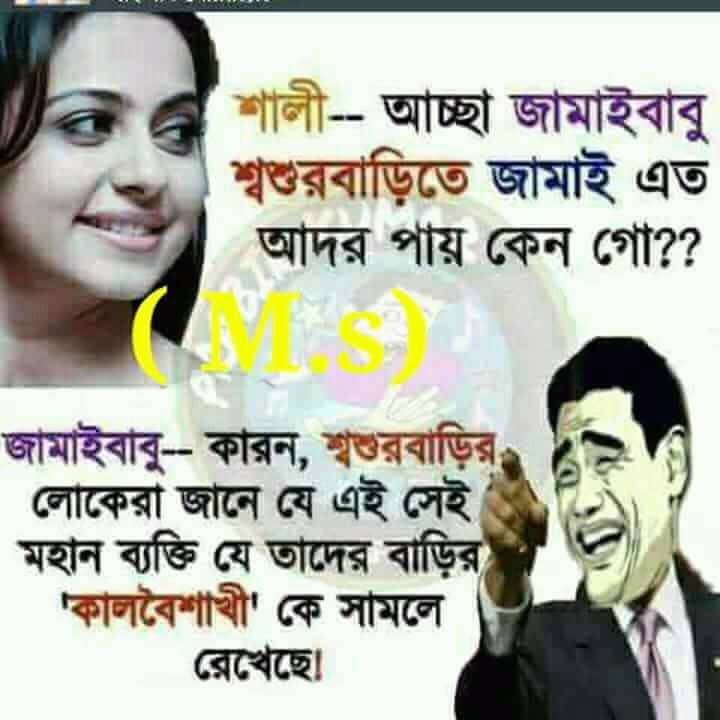 শালী-- আচ্ছা জামাইবাবু
শ্বশুরবাড়িতে জামাই এত
আদর পায় কেন গো??
( M.s)
জামাইবাবু-- কারন, শ্বশুরবাড়ির
লোকেরা জানে যে এই সেই
মহান ব্যক্তি যে তাদের বাড়ির
'কালবৈশাখী' কে সামলে
রেখেছে!